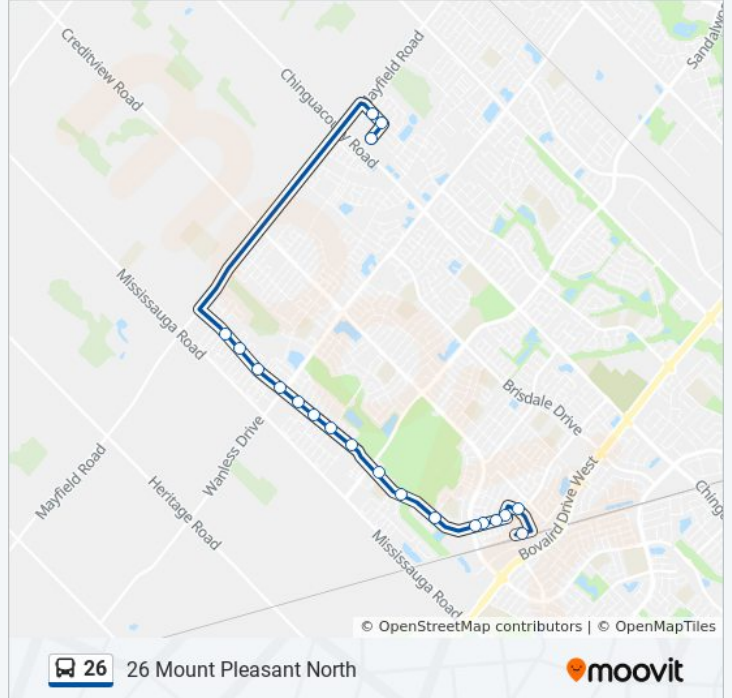 Creditview Road
Mayfield Road
Sandalwo
Chinguacousy Road
Mississauga Road
Brisdale Drive
Wanless Drive
Mayfield Road
Heritage Road
Bovaird Drive West
Ching
Mississauga Road
© OpenStreetMap contributors | © OpenMapTiles
26 26 Mount Pleasant North
moovit